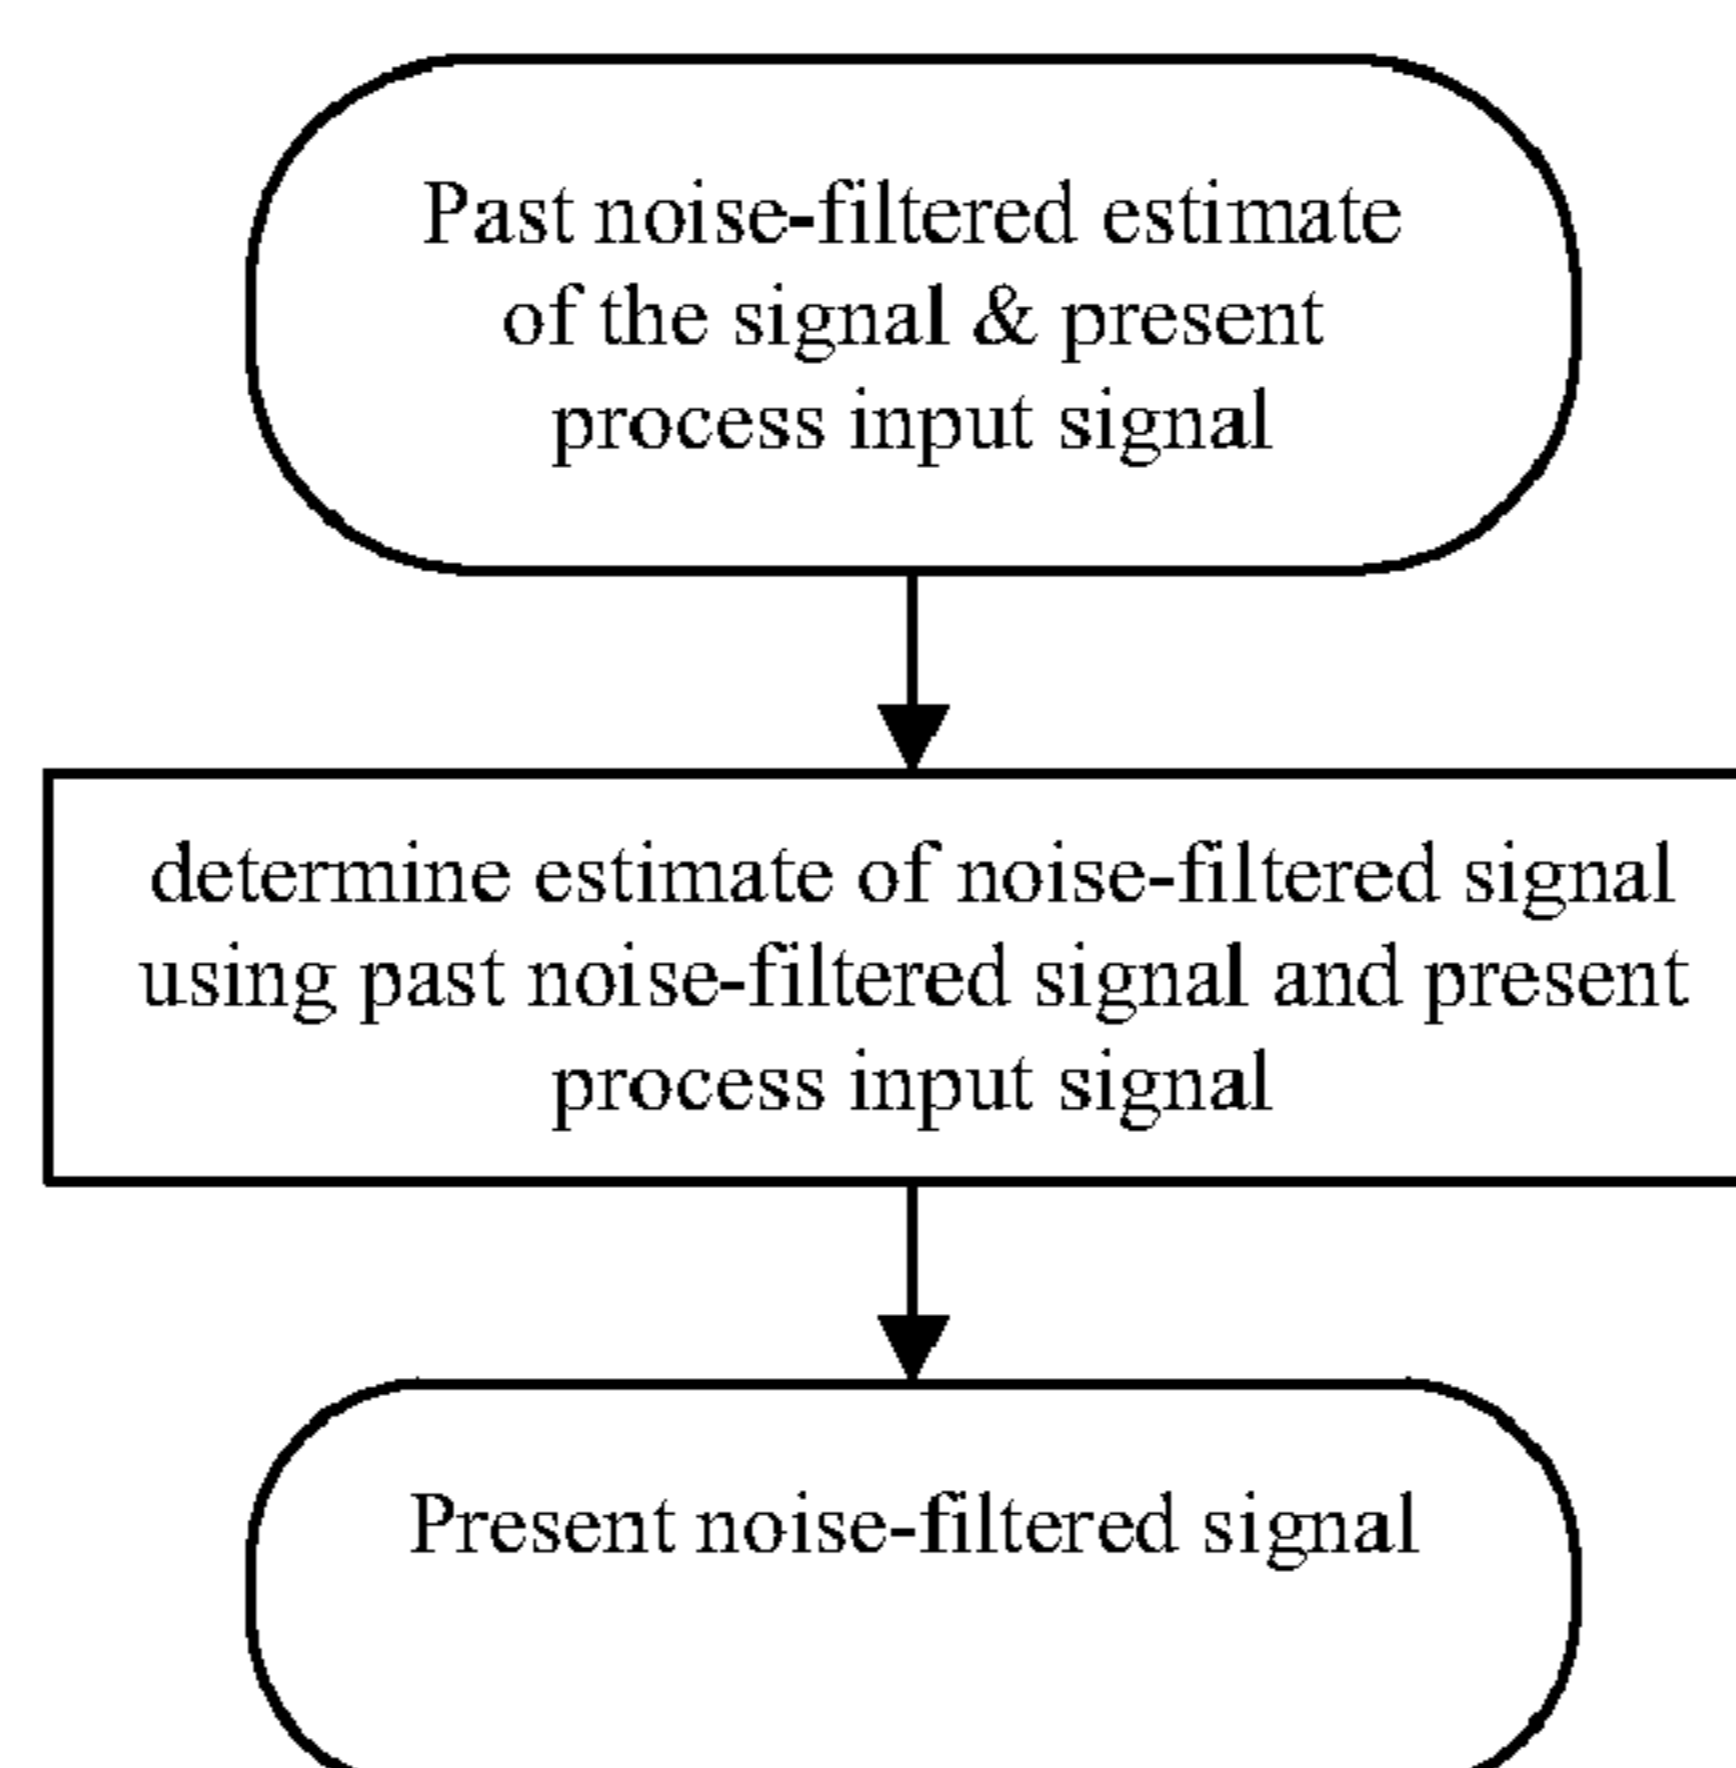 Past noise-filtered estimate
of the signal & present
process input signal
determine estimate of noise-filtered signal
using past noise-filtered signal and present
process input signal
Present noise-filtered signal